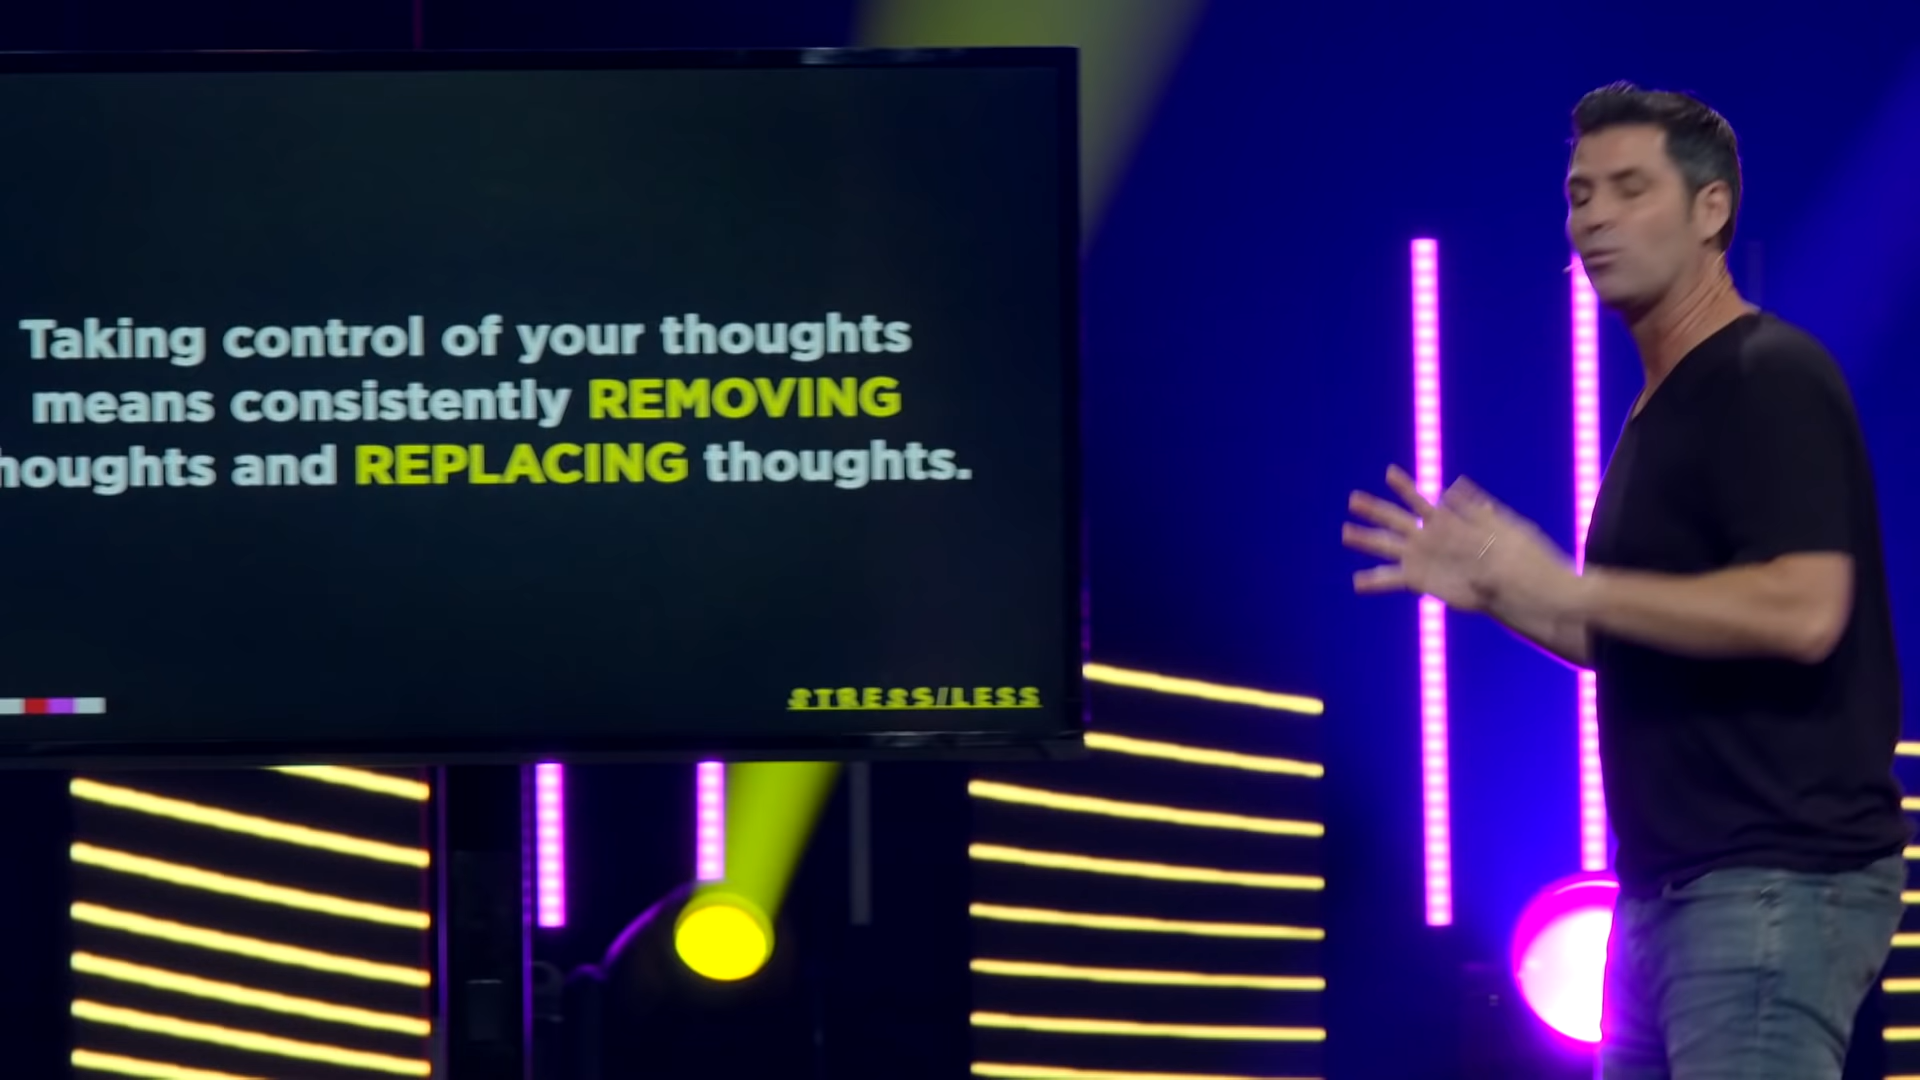 Taking control of your thoughts
means consistently REMOVING
houghts and REPLACING thoughts.
STRESS/LESS